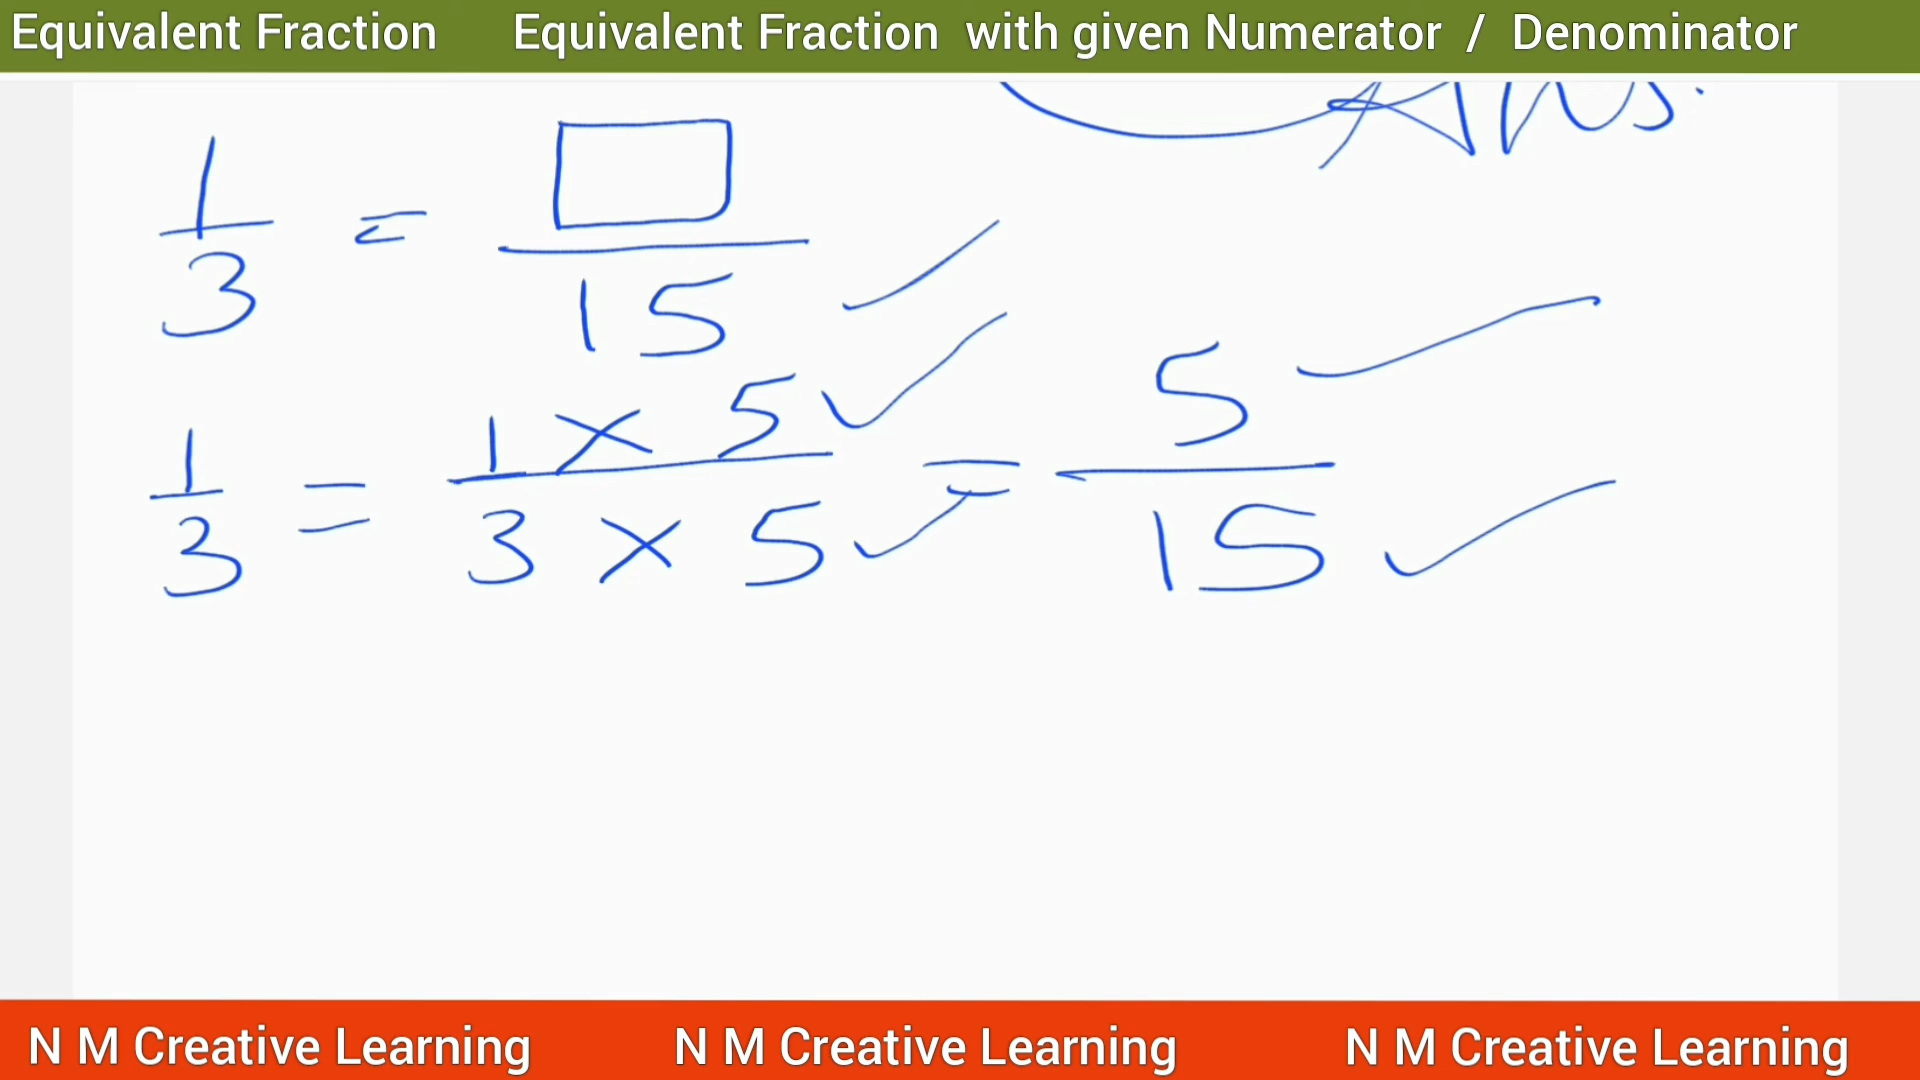 Equivalent Fraction Equivalent Fraction with given Numerator / Denominator
Ans.
1/3 = □/15
1/3 = 1 × 5/3 × 5 = 5/15
N M Creative Learning N M Creative Learning N M Creative Learning